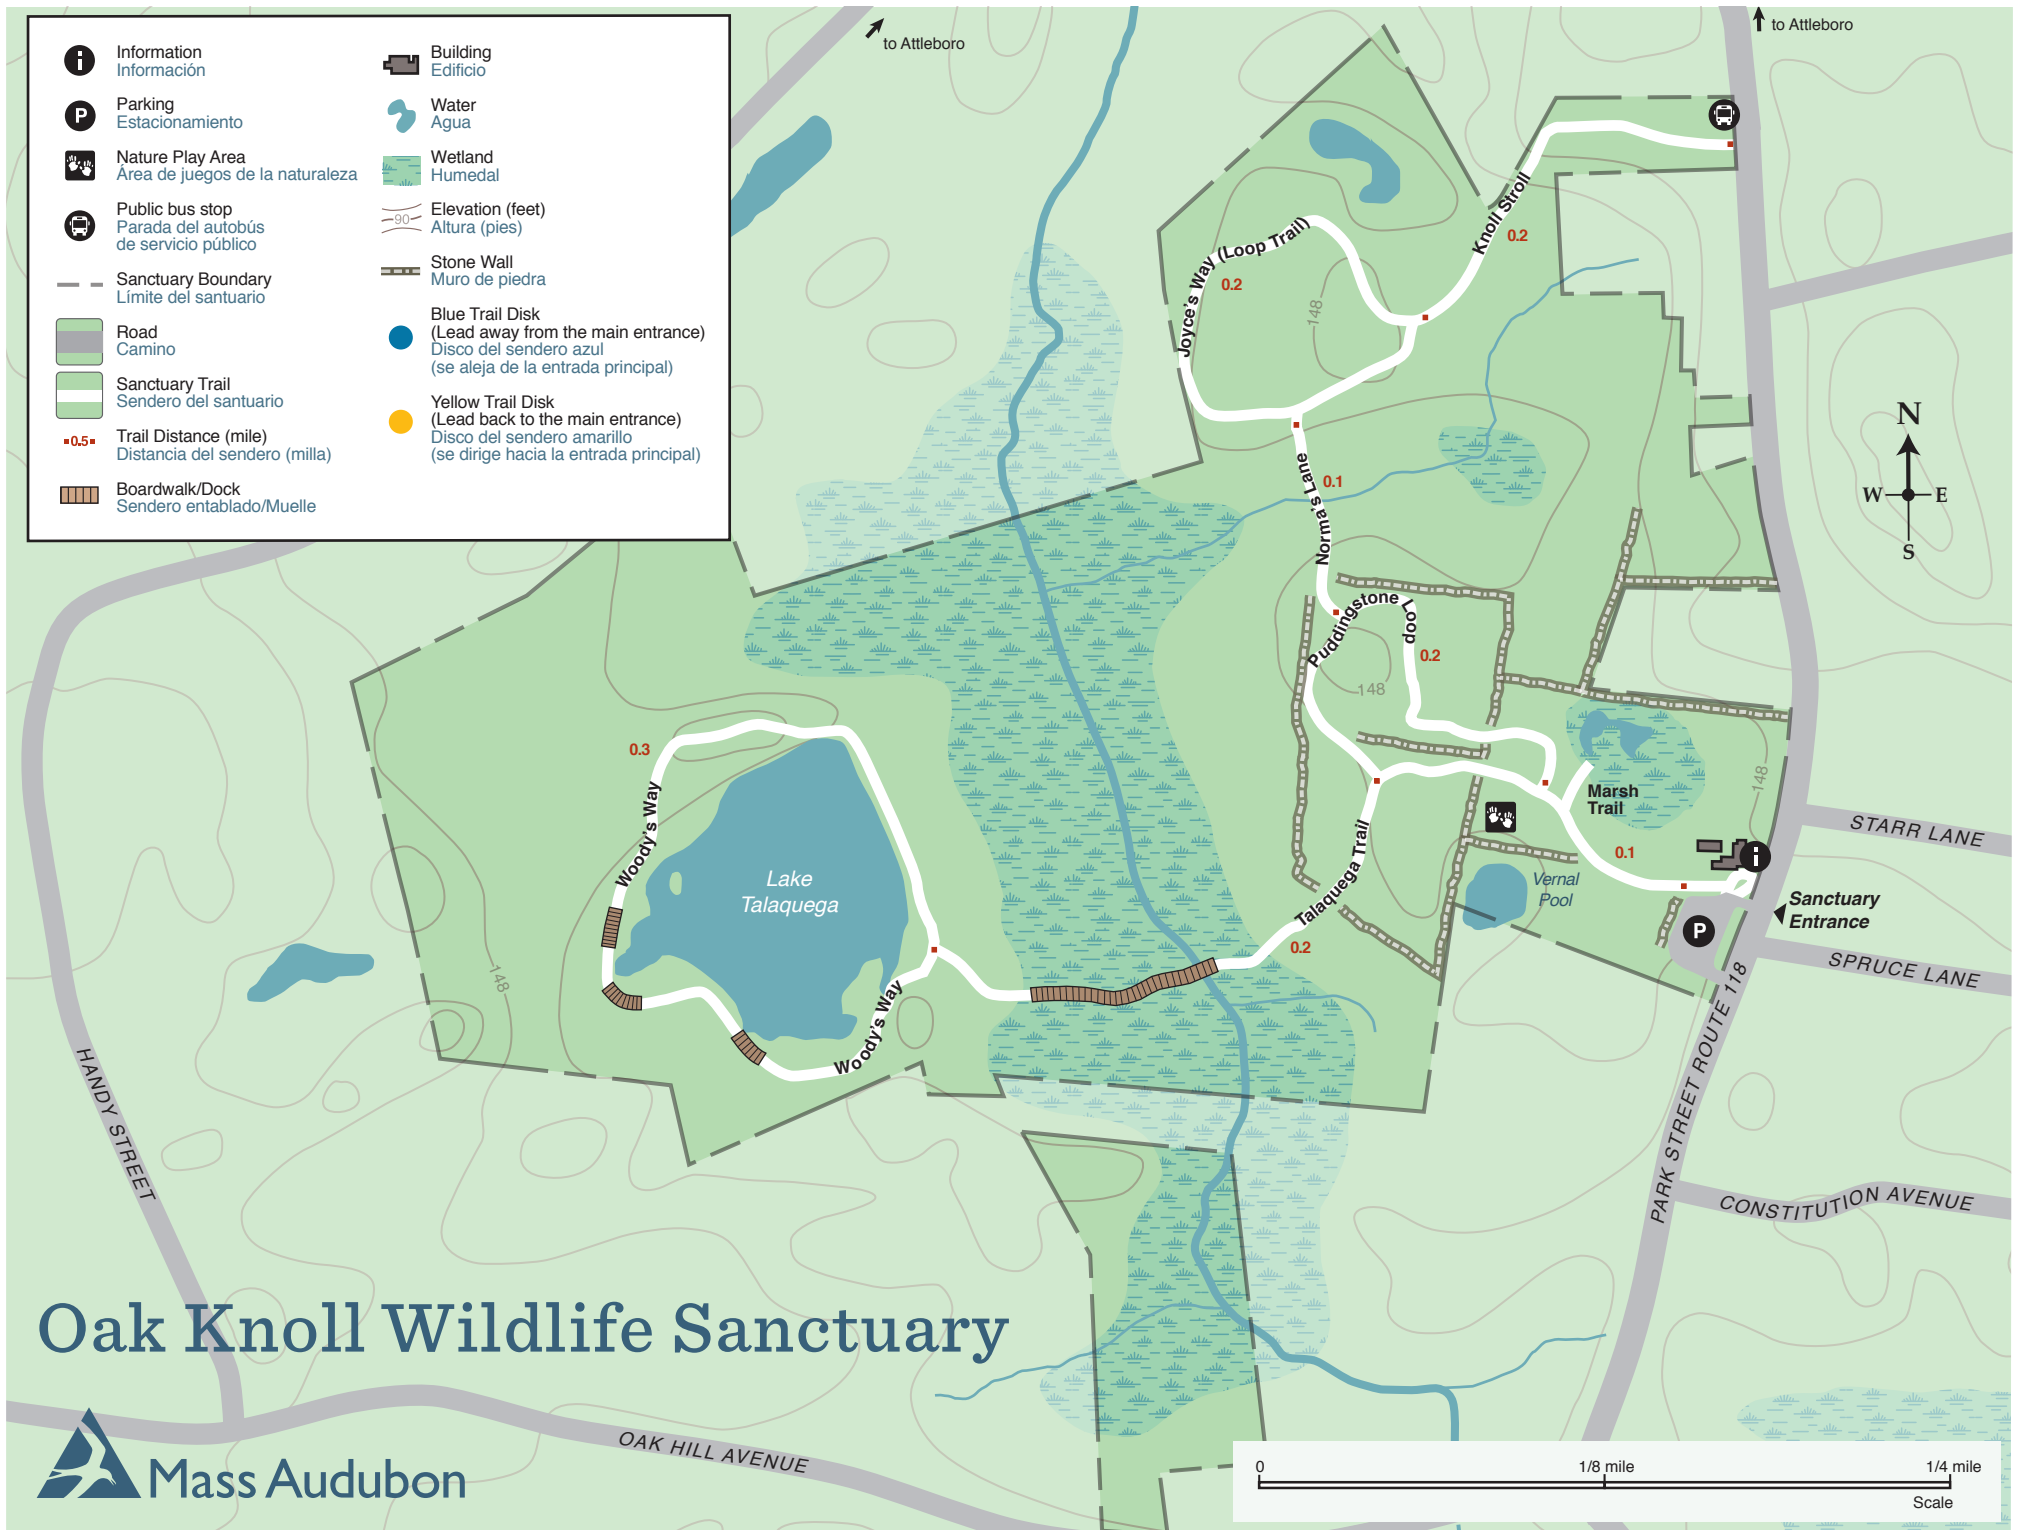 Information
Información
Parking
Estacionamiento
Nature Play Area
Área de juegos de la naturaleza
Public bus stop
Parada del autobús
de servicio público
Sanctuary Boundary
Límite del santuario
Road
Camino
Sanctuary Trail
Sendero del santuario
0.5
Trail Distance (mile)
Distancia del sendero (milla)
Boardwalk/Dock
Sendero entablado/Muelle
Building
Edificio
Water
Agua
Wetland
Humedal
90
Elevation (feet)
Altura (pies)
Stone Wall
Muro de piedra
Blue Trail Disk
(Lead away from the main entrance)
Disco del sendero azul
(se aleja de la entrada principal)
Yellow Trail Disk
(Lead back to the main entrance)
Disco del sendero amarillo
(se dirige hacia la entrada principal)
i
P
to Attleboro
to Attleboro
Knoll Stroll
0.2
Joyce's Way (Loop Trail)
0.2
148
N
W
E
S
Norma's Lane
0.1
Puddingstone Loop
0.2
148
148
0.3
Woody's Way
Lake
Talaquega
Marsh
Trail
0.1
Vernal
Pool
i
P
Sanctuary
Entrance
STARR LANE
SPRUCE LANE
Talaquega Trail
0.2
148
Woody's Way
HANDY STREET
PARK STREET ROUTE 118
CONSTITUTION AVENUE
Oak Knoll Wildlife Sanctuary
OAK HILL AVENUE
Mass Audubon
0
1/8 mile
1/4 mile
Scale